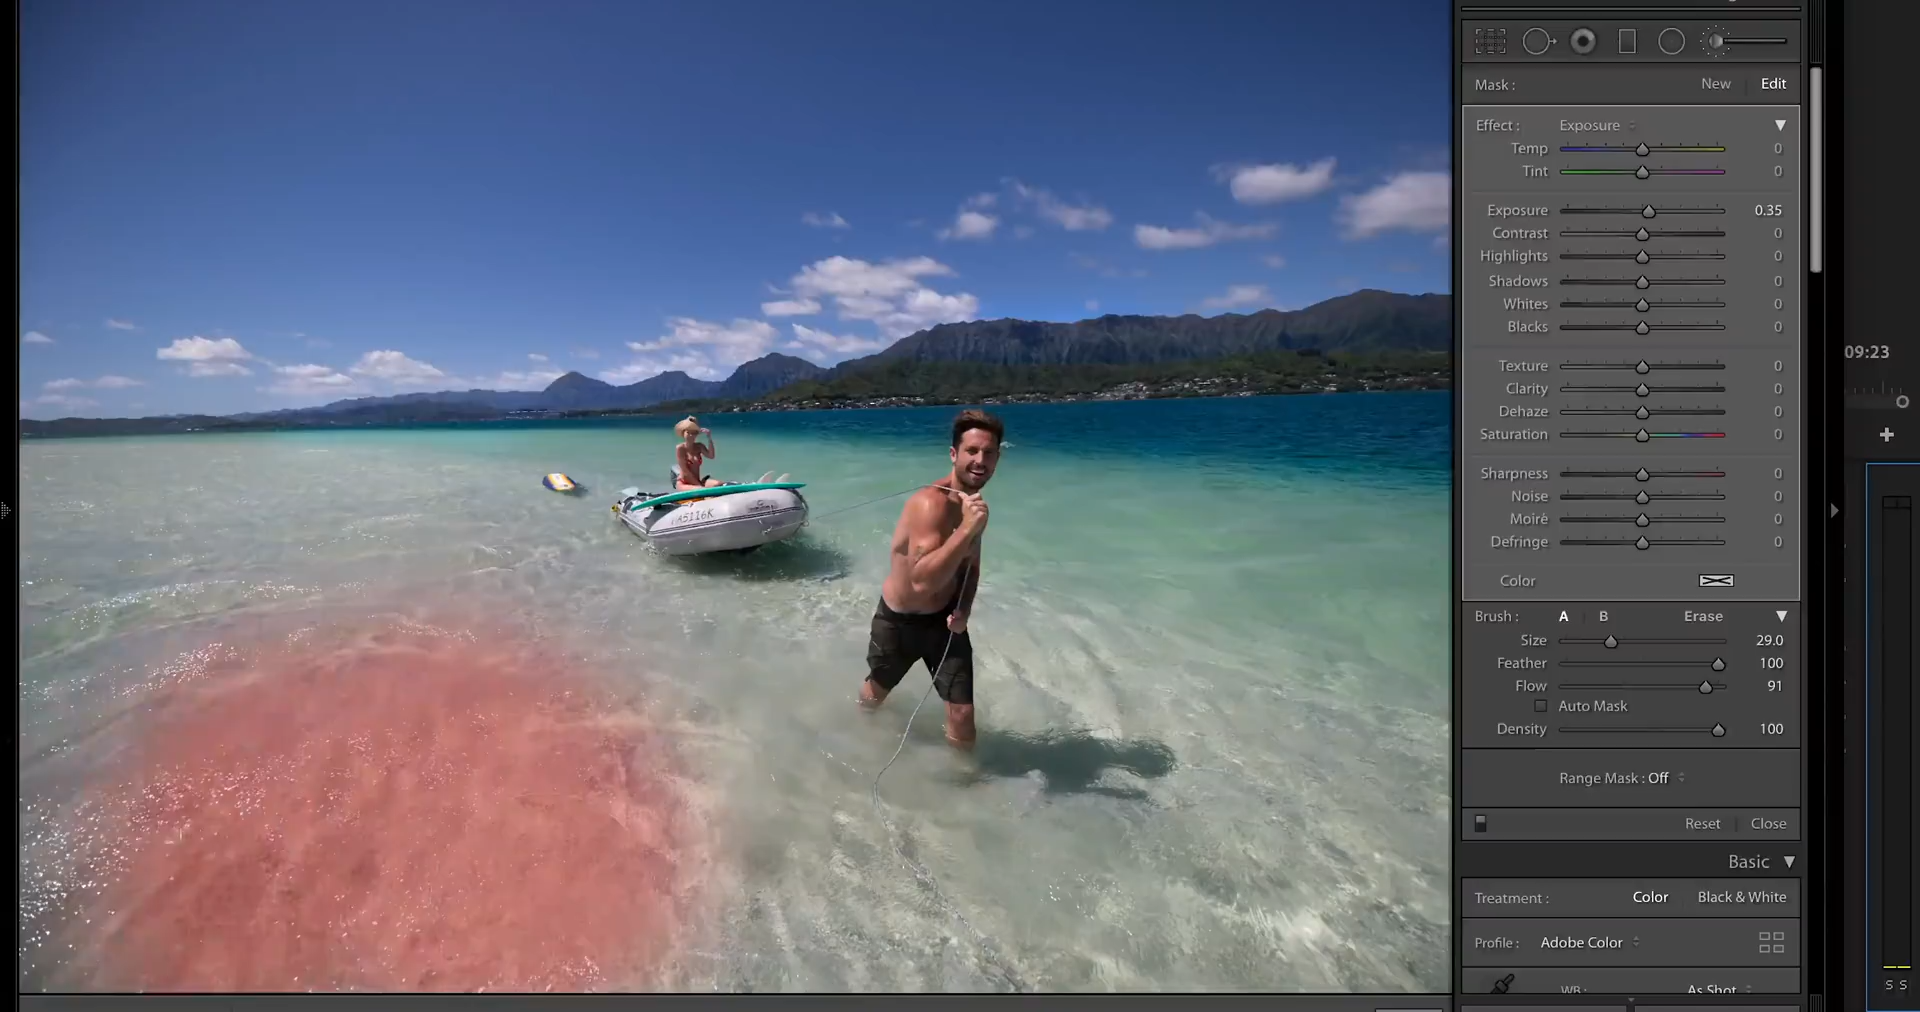 Mask : New Edit
Effect : Exposure
Temp 0
Tint 0
Exposure 0.35
Contrast 0
Highlights 0
Shadows 0
Whites 0
Blacks 0
Texture 0
Clarity 0
Dehaze 0
Saturation 0
Sharpness 0
Noise 0
Moiré 0
Defringe 0
Color
Brush : A B Erase
Size 29.0
Feather 100
Flow 91
Auto Mask
Density 100
Range Mask : Off
Reset Close
Basic
Treatment : Color Black & White
Profile : Adobe Color
WB : As Shot
09:23
S S